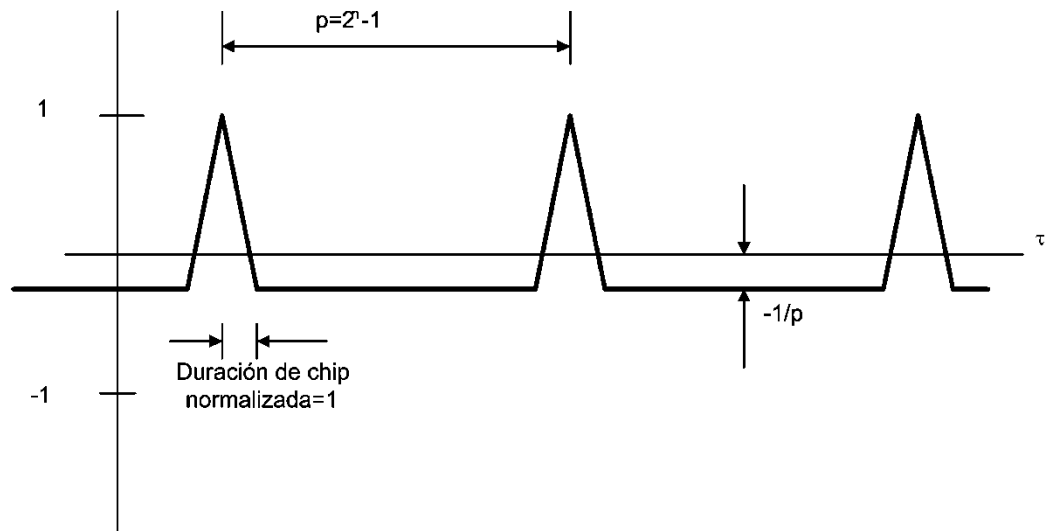 p=2ⁿ-1
1
τ
-1/p
Duración de chip
normalizada=1
-1